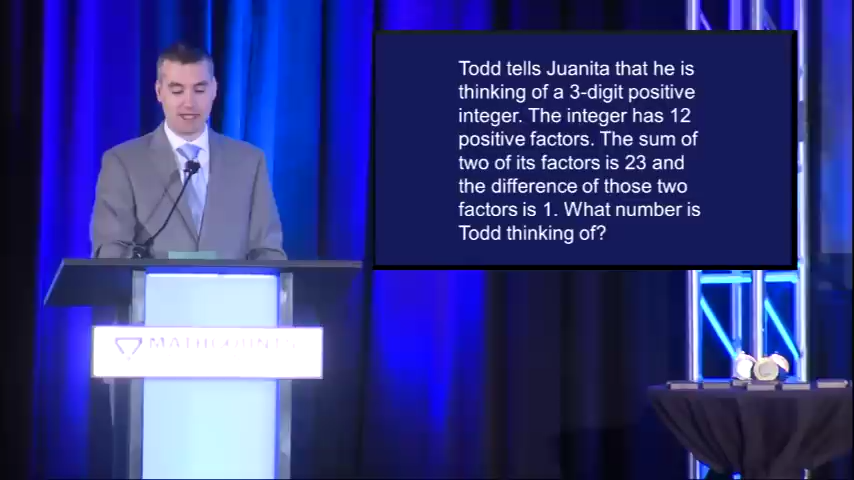 Todd tells Juanita that he is
thinking of a 3-digit positive
integer. The integer has 12
positive factors. The sum of
two of its factors is 23 and
the difference of those two
factors is 1. What number is
Todd thinking of?
MATHCOUNTS